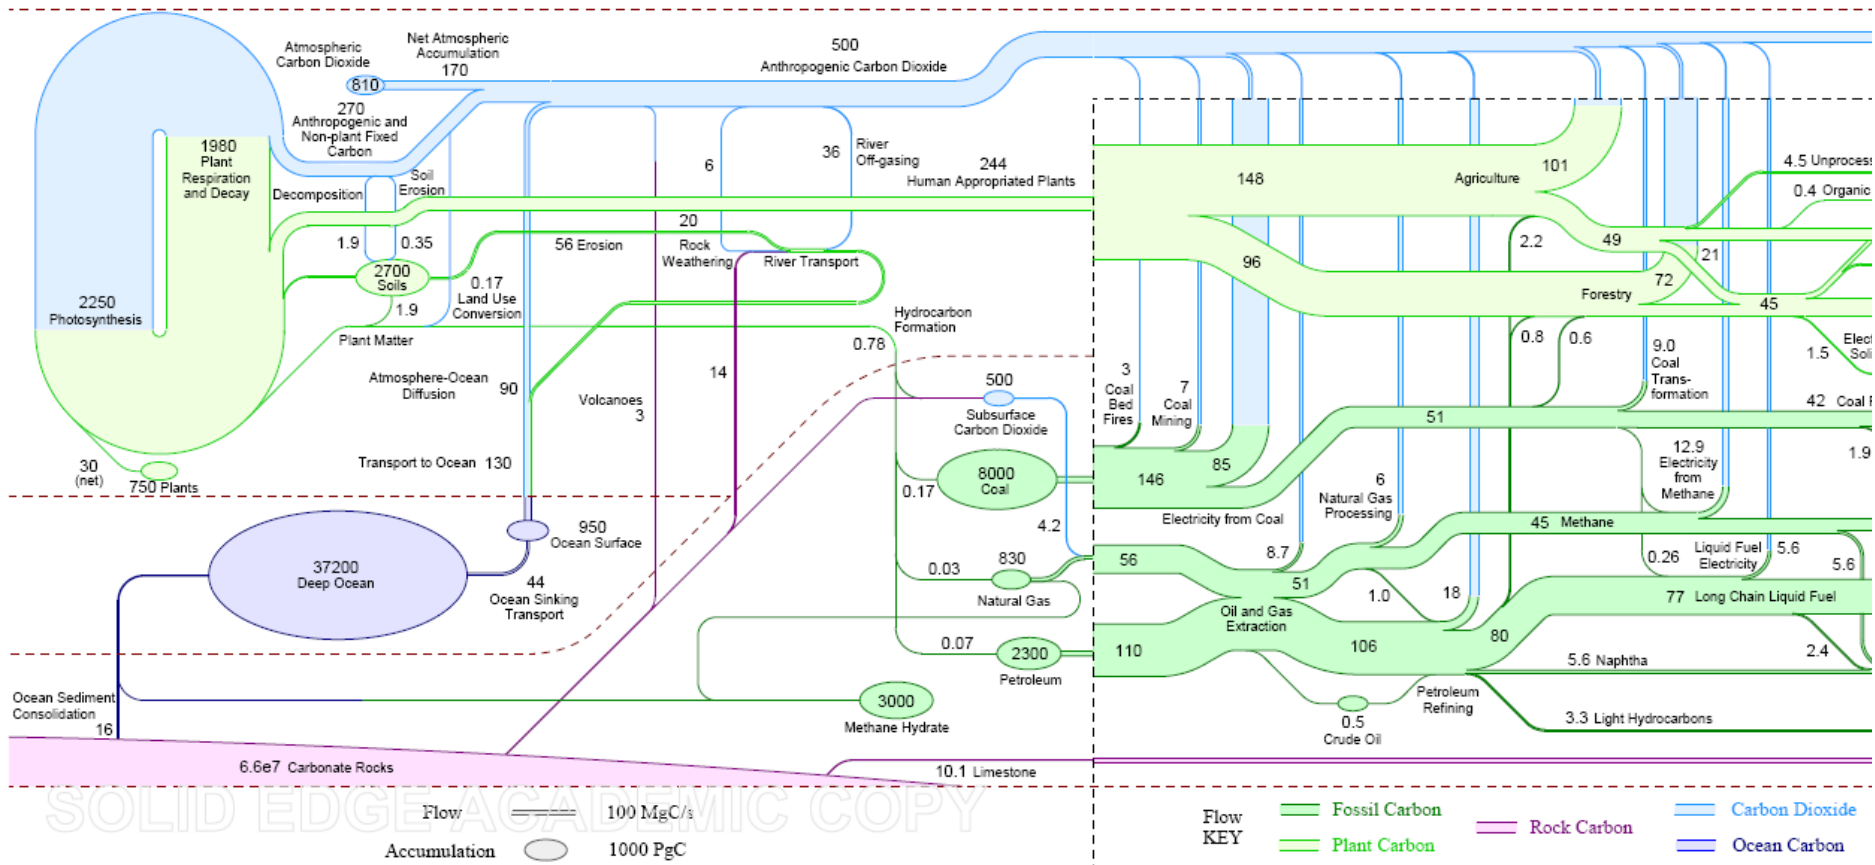 Atmospheric
Carbon Dioxide
810
Net Atmospheric
Accumulation
170
500
Anthropogenic Carbon Dioxide
270
Anthropogenic and
Non-plant Fixed
Carbon
1980
Plant
Respiration
and Decay
Decomposition
Soil
Erosion
1.9
0.35
2700
Soils
1.9
0.17
Land Use
Conversion
Plant Matter
2250
Photosynthesis
30
(net)
750 Plants
56 Erosion
20
Rock
Weathering
6
36
River
Off-gasing
River Transport
244
Human Appropriated Plants
Atmosphere-Ocean
Diffusion
90
Volcanoes
3
14
Transport to Ocean
130
950
Ocean Surface
37200
Deep Ocean
44
Ocean Sinking
Transport
Ocean Sediment
Consolidation
16
6.6e7 Carbonate Rocks
10.1 Limestone
Hydrocarbon
Formation
0.78
500
Subsurface
Carbon Dioxide
8000
Coal
0.17
4.2
0.03
830
Natural Gas
0.07
2300
Petroleum
3000
Methane Hydrate
148
Agriculture
101
96
Forestry
49
72
21
45
4.5 Unprocess
0.4 Organic
2.2
0.8
0.6
9.0
Coal
Trans-
formation
1.5
Elect
Soli
3
Coal
Bed
Fires
7
Coal
Mining
146
85
Electricity from Coal
51
42 Coal
1.9
12.9
Electricity
from
Methane
6
Natural Gas
Processing
45 Methane
56
8.7
51
1.0
18
0.26
Liquid Fuel
Electricity
5.6
5.6
77 Long Chain Liquid Fuel
Oil and Gas
Extraction
110
106
80
5.6 Naphtha
2.4
Petroleum
Refining
0.5
Crude Oil
3.3 Light Hydrocarbons
SOLID EDGE ACADEMIC COPY
Flow 100 MgC/s
Accumulation 1000 PgC
Flow
KEY
Fossil Carbon
Plant Carbon
Rock Carbon
Carbon Dioxide
Ocean Carbon